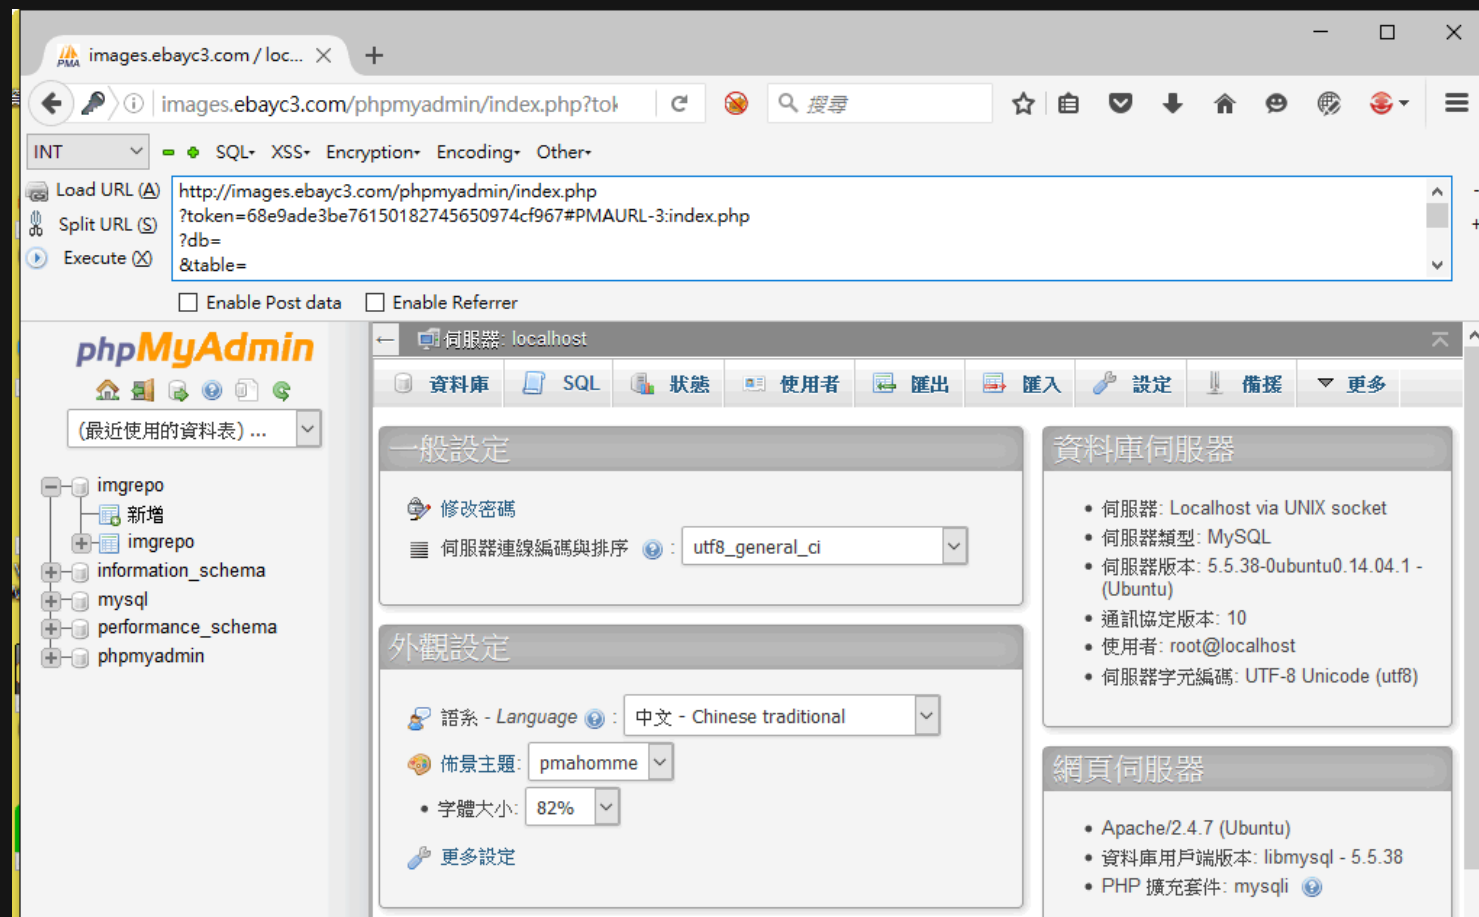 images.ebayc3.com / loc...
images.ebayc3.com/phpmyadmin/index.php?tok
搜尋
INT
SQL
XSS
Encryption
Encoding
Other
Load URL (A)
Split URL (S)
Execute (X)
http://images.ebayc3.com/phpmyadmin/index.php
?token=68e9ade3be76150182745650974cf967#PMAURL-3:index.php
?db=
&table=
Enable Post data
Enable Referrer
phpMyAdmin
(最近使用的資料表) ...
imgrepo
新增
imgrepo
information_schema
mysql
performance_schema
phpmyadmin
伺服器: localhost
資料庫
SQL
狀態
使用者
匯出
匯入
設定
備援
更多
一般設定
修改密碼
伺服器連線編碼與排序 : utf8_general_ci
外觀設定
語系 - Language : 中文 - Chinese traditional
佈景主題: pmahomme
字體大小: 82%
更多設定
資料庫伺服器
伺服器: Localhost via UNIX socket
伺服器類型: MySQL
伺服器版本: 5.5.38-0ubuntu0.14.04.1 -
(Ubuntu)
通訊協定版本: 10
使用者: root@localhost
伺服器字元編碼: UTF-8 Unicode (utf8)
網頁伺服器
Apache/2.4.7 (Ubuntu)
資料庫用戶端版本: libmysql - 5.5.38
PHP 擴充套件: mysqli